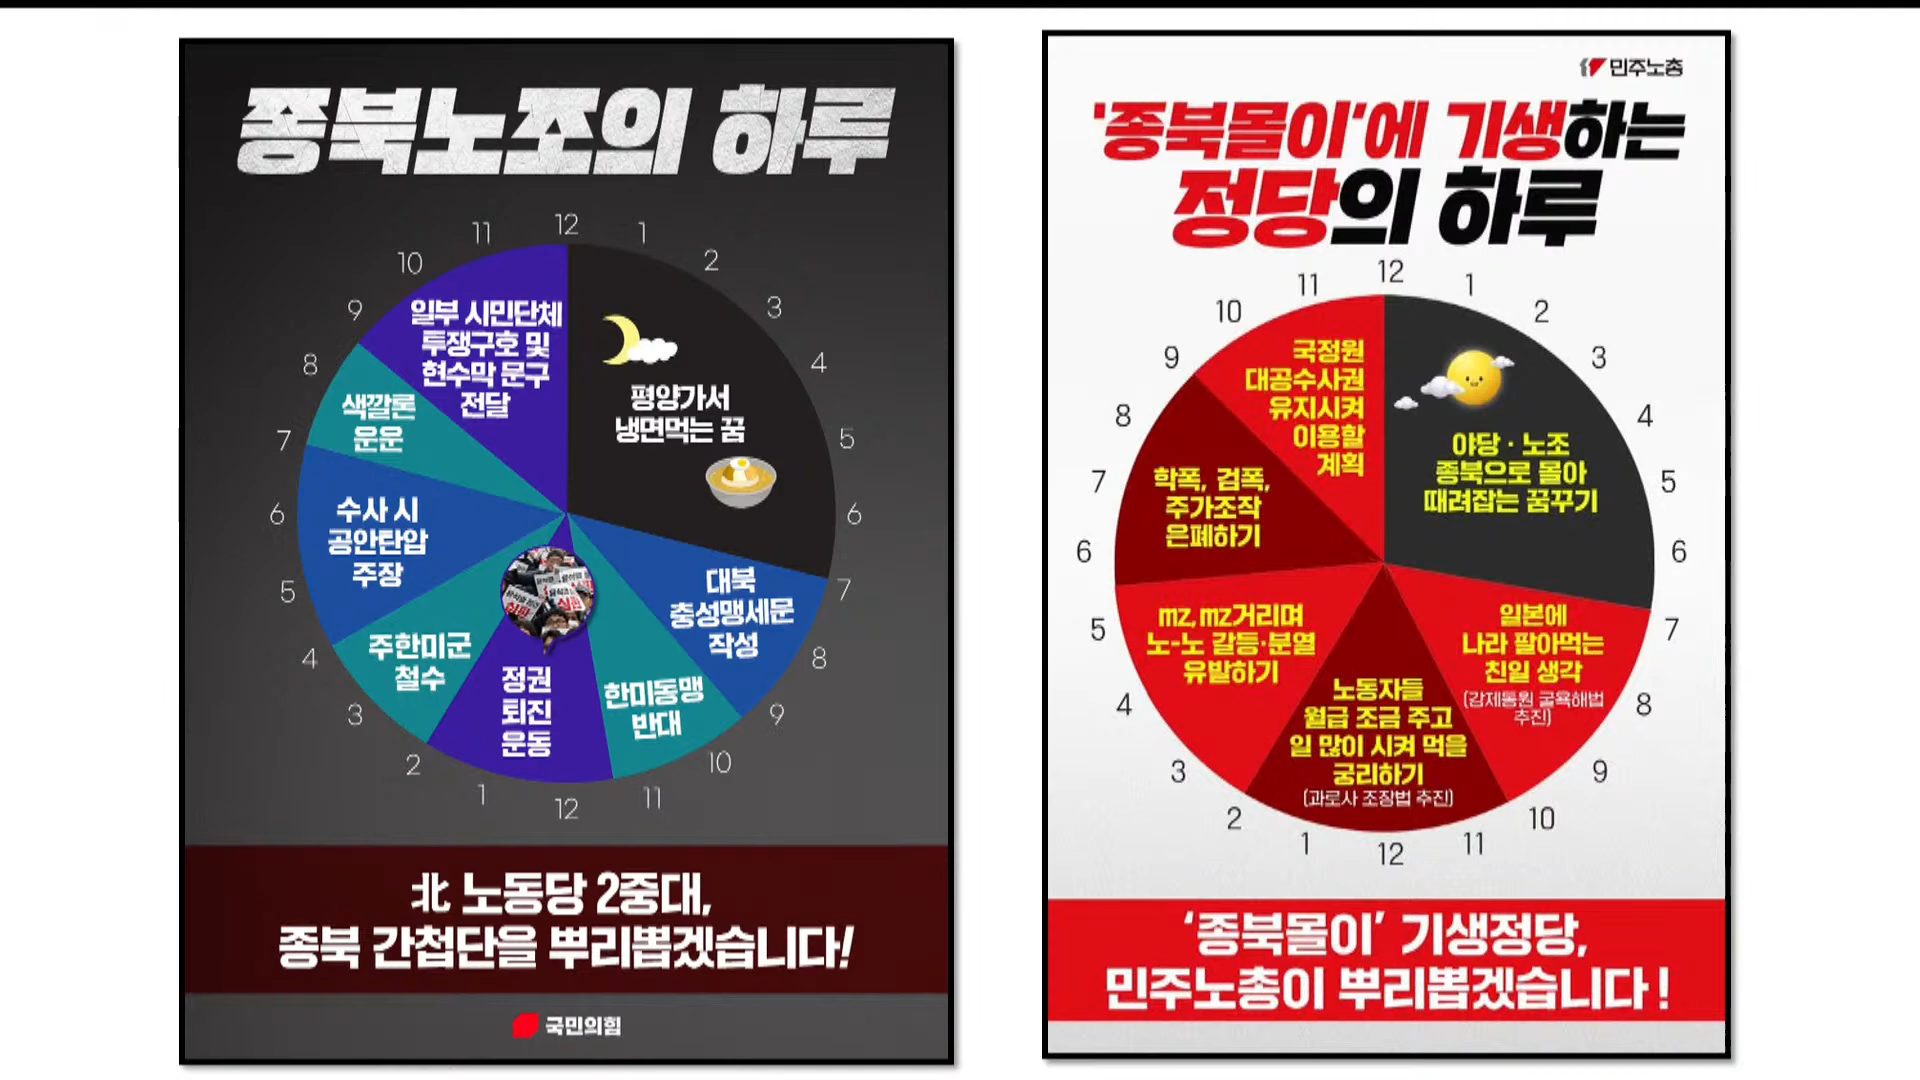 종북노조의 하루
12
1
2
3
4
5
6
7
8
9
10
11
12
1
2
3
4
5
6
7
8
9
10
11
평양가서
냉면먹는 꿈
대북
충성맹세문
작성
한미동맹
반대
정권
퇴진
운동
주한미군
철수
수사 시
공안탄압
주장
색깔론
운운
일부 시민단체
투쟁구호 및
현수막 문구
전달
北 노동당 2중대,
종북 간첩단을 뿌리뽑겠습니다!
국민의힘
민주노총
'종북몰이'에 기생하는
정당의 하루
12
1
2
3
4
5
6
7
8
9
10
11
12
1
2
3
4
5
6
7
8
9
10
11
야당·노조
종북으로 몰아
때려잡는 꿈꾸기
일본에
나라 팔아먹는
친일 생각
(강제동원 굴욕해법
추진)
노동자들
월급 조금 주고
일 많이 시켜 먹을
궁리하기
(과로사 조장법 추진)
mz, mz거리며
노-노 갈등·분열
유발하기
학폭, 검폭,
주가조작
은폐하기
국정원
대공수사권
유지시켜
이용할
계획
'종북몰이' 기생정당,
민주노총이 뿌리뽑겠습니다!